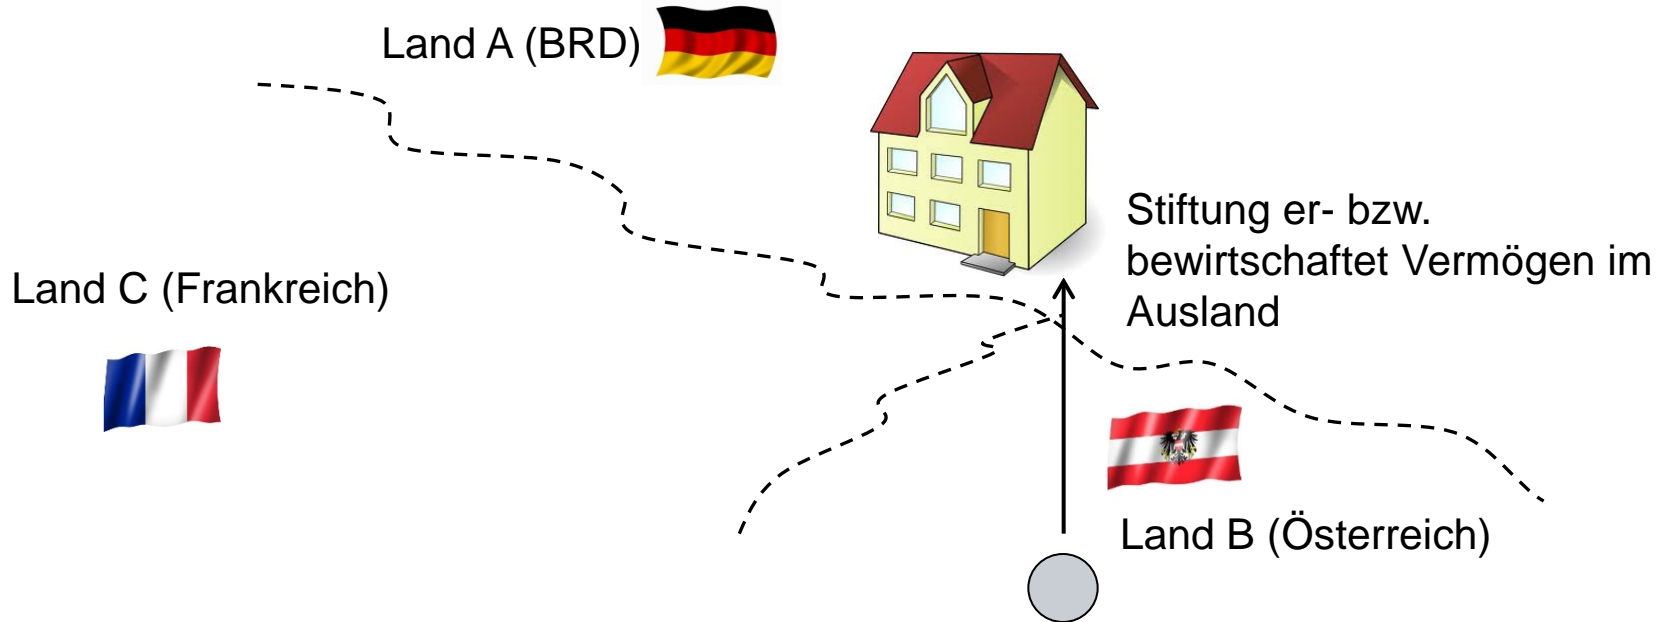 Land A (BRD)
Stiftung er- bzw.
bewirtschaftet Vermögen im
Ausland
Land C (Frankreich)
Land B (Österreich)